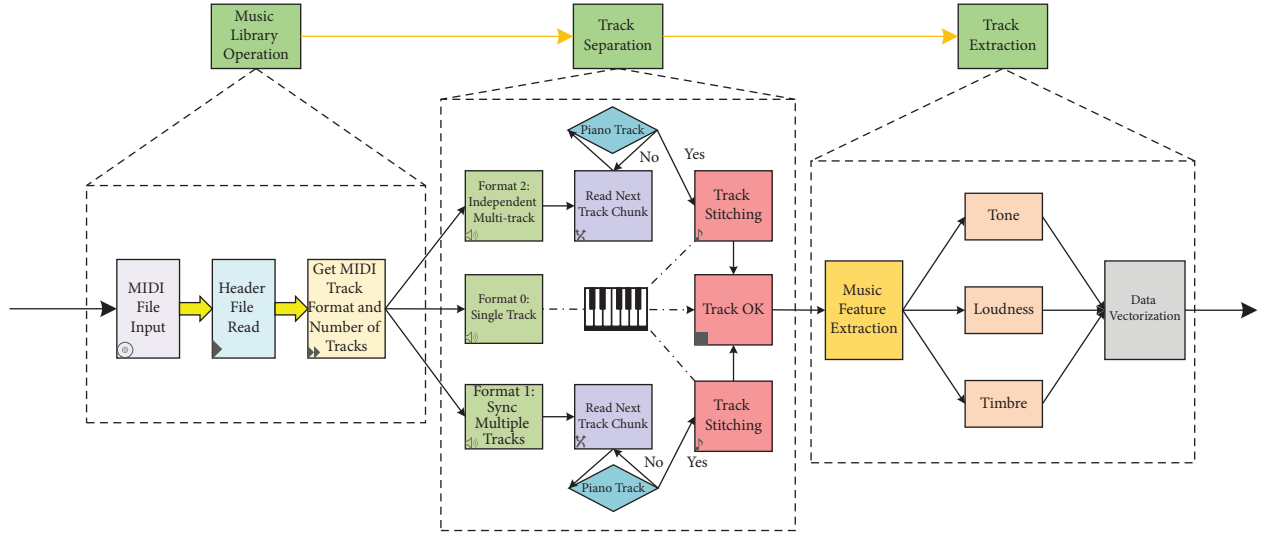 Music
Library
Operation
Track
Separation
Track
Extraction
MIDI
File
Input
Header
File
Read
Get MIDI
Track
Format and
Number of
Tracks
Piano Track
No
Yes
Format 2:
Independent
Multi-track
Read Next
Track Chunk
Track
Stitching
Format 0:
Single Track
Track OK
Format 1:
Sync
Multiple
Tracks
Read Next
Track Chunk
Track
Stitching
No
Yes
Piano Track
Music
Feature
Extraction
Tone
Loudness
Timbre
Data
Vectorization